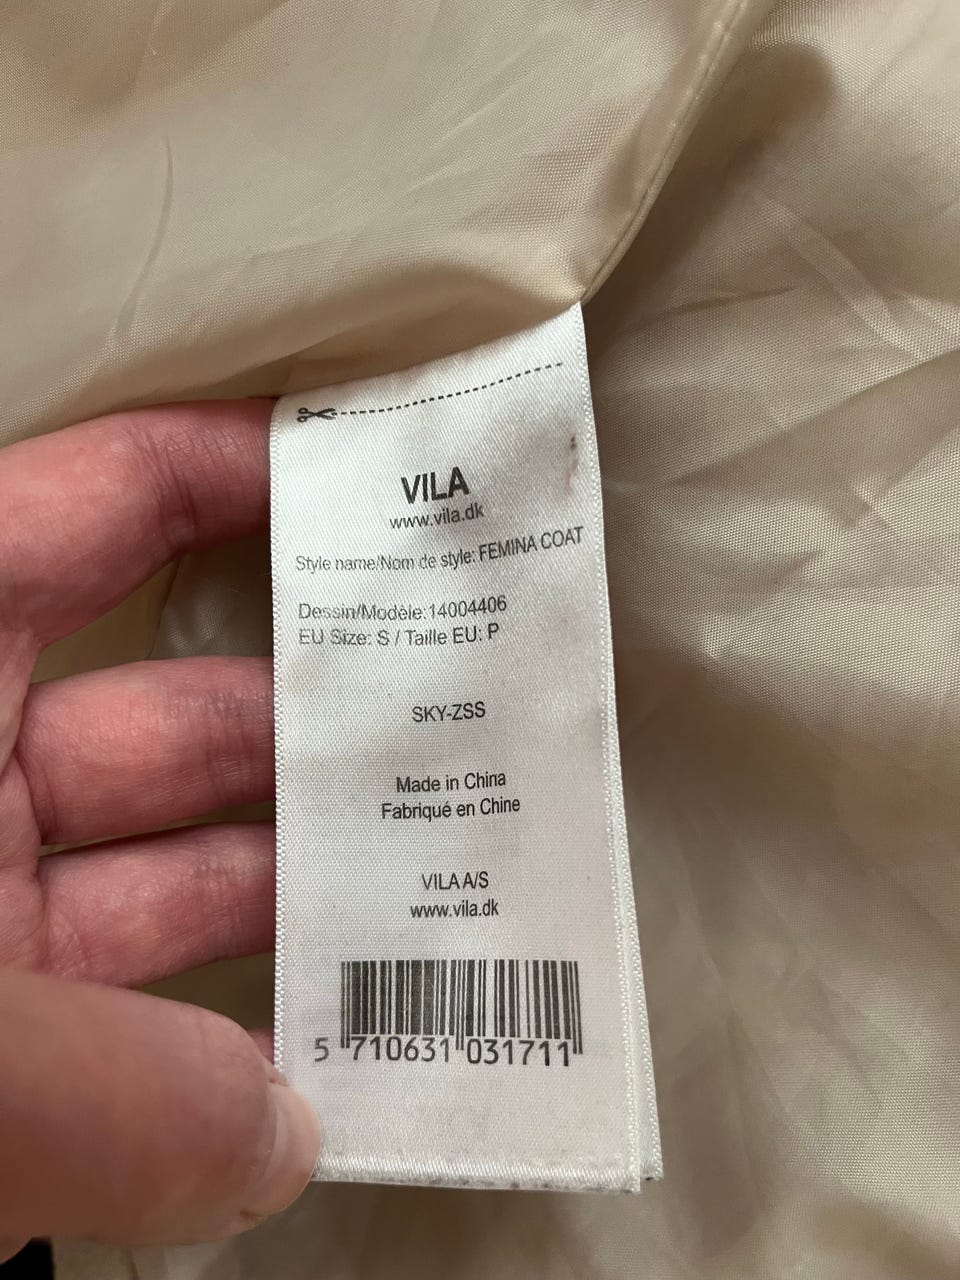 VILA
www.vila.dk
Style name/Nom de style: FEMINA COAT
Dessin/Modèle:14004406
EU Size: S / Taille EU: P
SKY-ZSS
Made in China
Fabriqué en Chine
VILA A/S
www.vila.dk
5 710631 031711